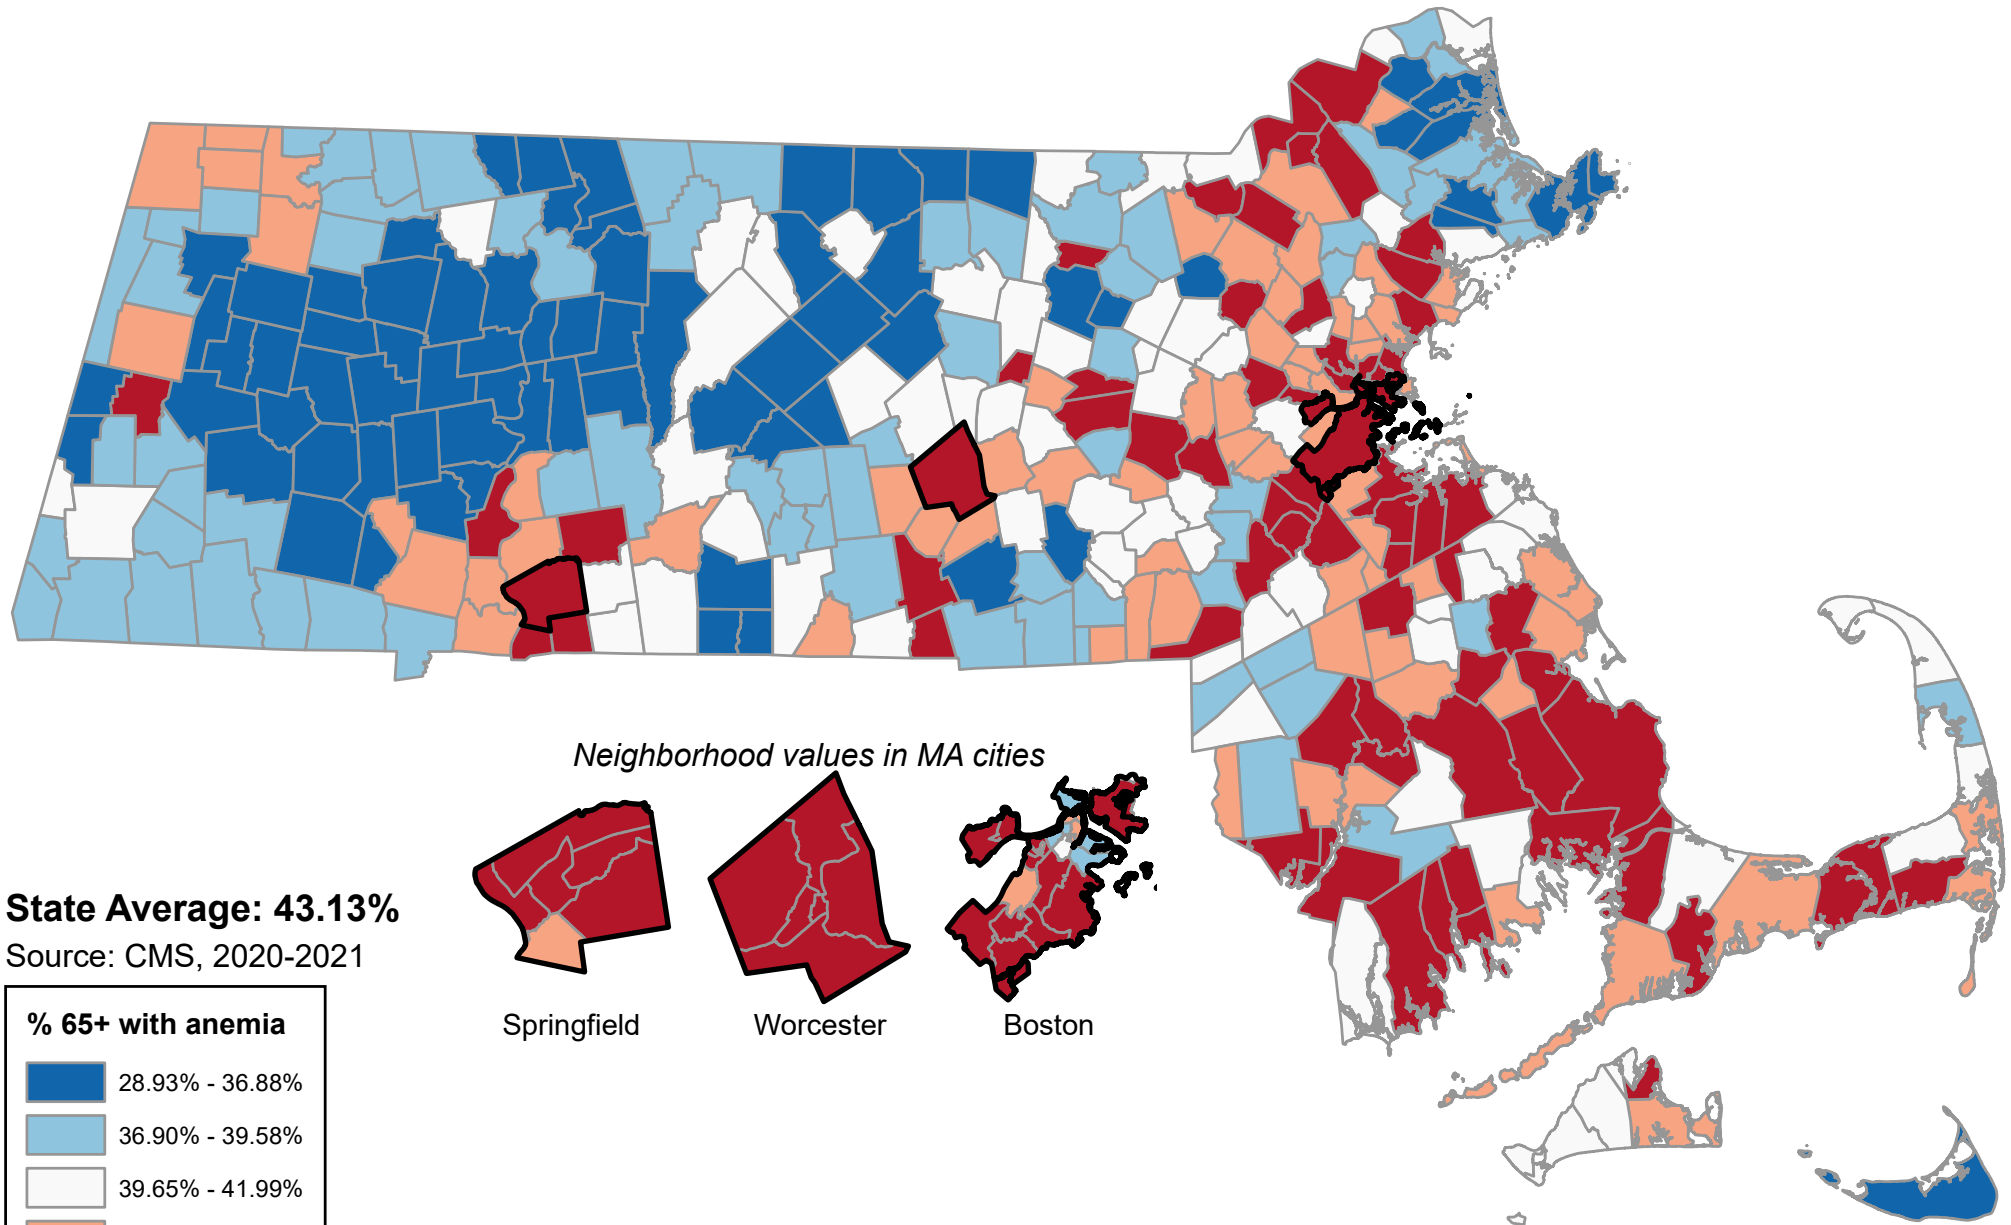 Neighborhood values in MA cities
State Average: 43.13%
Source: CMS, 2020-2021
Springfield
Worcester
Boston
% 65+ with anemia
28.93% - 36.88%
36.90% - 39.58%
39.65% - 41.99%